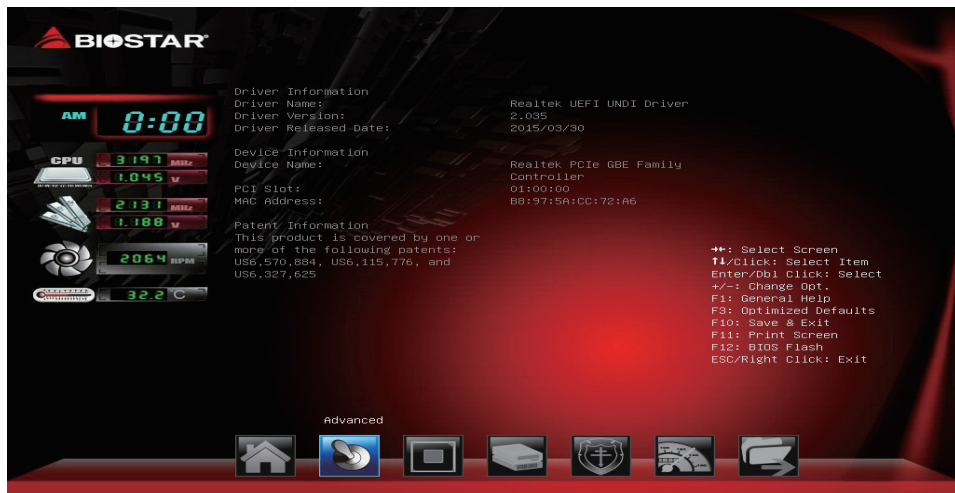 BIOSTAR
AM 0:00
CPU 3197 MHz
1.045 V
2131 MHz
1.188 V
2064 RPM
32.2 °C
Driver Information
Driver Name: Realtek UEFI UNDI Driver
Driver Version: 2.035
Driver Released Date: 2015/03/30
Device Information
Device Name: Realtek PCIe GBE Family
Controller
PCI Slot: 01:00:00
MAC Address: B8:97:5A:CC:72:A6
Patent Information
This product is covered by one or
more of the following patents:
US6,570,884, US6,115,776, and
US6,327,625
→←: Select Screen
↑↓/Click: Select Item
Enter/Dbl Click: Select
+/-: Change Opt.
F1: General Help
F3: Optimized Defaults
F10: Save & Exit
F11: Print Screen
F12: BIOS Flash
ESC/Right Click: Exit
Advanced